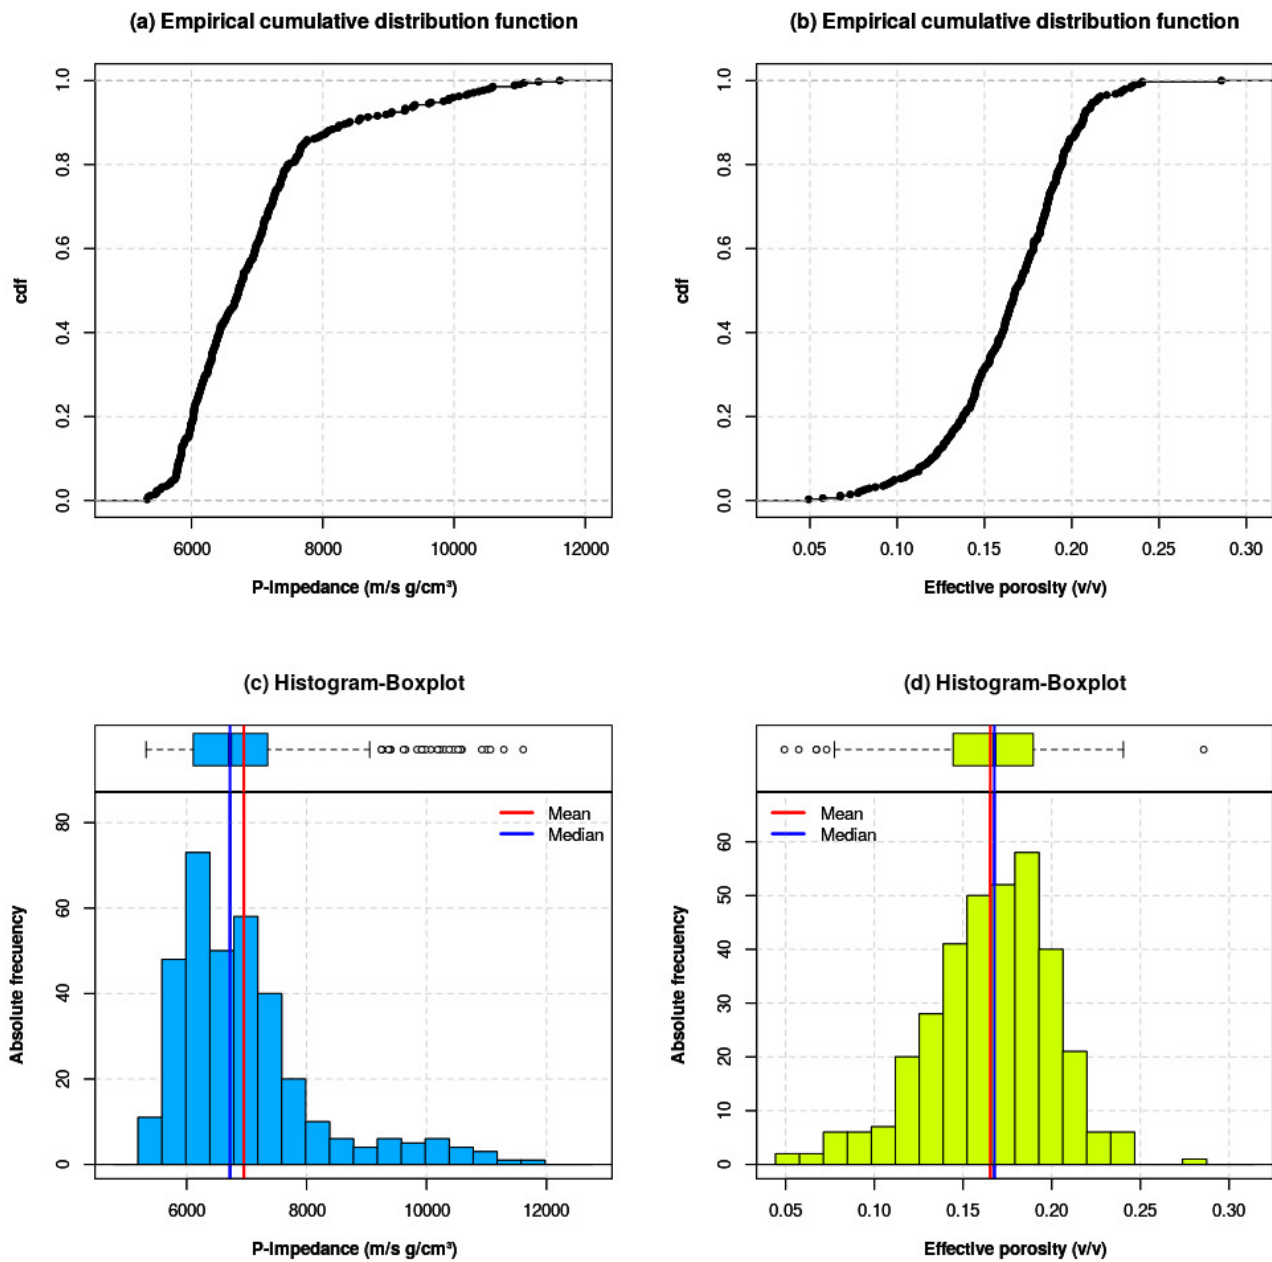 (a) Empirical cumulative distribution function
1.0
0.8
0.6
0.4
0.2
0.0
cdf
6000 8000 10000 12000
P-Impedance (m/s g/cm³)
(b) Empirical cumulative distribution function
1.0
0.8
0.6
0.4
0.2
0.0
cdf
0.05 0.10 0.15 0.20 0.25 0.30
Effective porosity (v/v)
(c) Histogram-Boxplot
Mean
Median
80
60
40
20
0
Absolute frecuency
6000 8000 10000 12000
P-Impedance (m/s g/cm³)
(d) Histogram-Boxplot
Mean
Median
60
50
40
30
20
10
0
Absolute frecuency
0.05 0.10 0.15 0.20 0.25 0.30
Effective porosity (v/v)